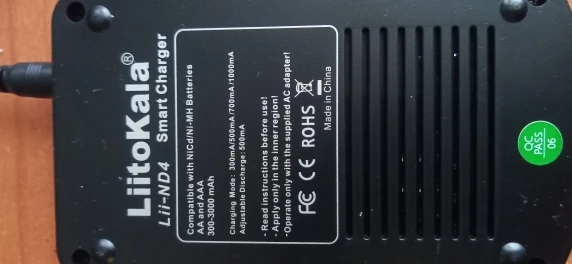 LiitoKala®
Lii-ND4 Smart Charger
Compatible with NiCd/Ni-MH Batteries
AA and AAA
300-3000 mAh
Charging Mode: 300mA/500mA/700mA/1000mA
Adjustable Discharge: 500mA
- Read instructions before use!
- Apply only in the inner region!
-Operate only with the supplied AC adapter!
FC CE ROHS
Made in China
QC
PASS
06